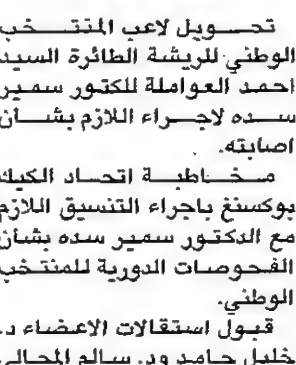 تحويل لاعب المنتخب
الوطني للريشة الطائرة السيد
احمد العواملة للكتور سمير
سده لاجراء اللازم بشأن
اصابته.
مخاطبة اتحاد الكيك
بوكسنغ باجراء التنسيق اللازم
مع الدكتور سمير سده بشأن
الفحوصات الدورية للمنتخب
الوطني.
قبول استقالات الاعضاء د.
خليل حامد ود. سالم المحالي